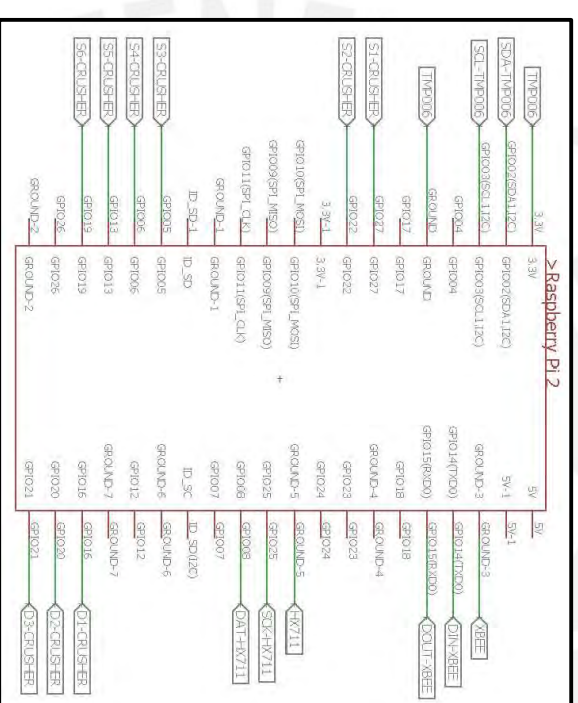 >Raspberry Pi 2
TMP006 3.3V 3.3V 5V 5V
SDA-TMP006 GPIO02(SDA1,I2C) GPIO02(SDA1,I2C) 5V-1 5V-1
SCL-TMP006 GPIO03(SCL1,I2C) GPIO03(SCL1,I2C) GROUND-3 GROUND-3 XBEE
GPIO04 GPIO04 GPIO14(TXD0) GPIO14(TXD0) DIN-XBEE
TMP006 GROUND GROUND GPIO15(RXD0) GPIO15(RXD0) DOUT-XBEE
GPIO17 GPIO17 GPIO18 GPIO18
S1-CRUSHER GPIO27 GPIO27 GROUND-4 GROUND-4
S2-CRUSHER GPIO22 GPIO22 GPIO23 GPIO23
3.3V-1 3.3V-1 GPIO24 GPIO24
GPIO10(SPI_MOSI) GPIO10(SPI_MOSI) GROUND-5 GROUND-5 HX711
GPIO09(SPI_MISO) GPIO09(SPI_MISO) GPIO25 GPIO25 SCK-HX711
GPIO11(SPI_CLK) GPIO11(SPI_CLK) GPIO08 GPIO08 DAT-HX711
GROUND-1 GROUND-1 GPIO07 GPIO07
ID_SD-1 ID_SD ID_SC ID_SD(I2C)
S3-CRUSHER GPIO05 GPIO05 GROUND-6 GROUND-6
S4-CRUSHER GPIO06 GPIO06 GPIO12 GPIO12
S5-CRUSHER GPIO13 GPIO13 GROUND-7 GROUND-7
S6-CRUSHER GPIO19 GPIO19 GPIO16 GPIO16 D1-CRUSHER
GPIO26 GPIO26 GPIO20 GPIO20 D2-CRUSHER
GROUND-2 GROUND-2 GPIO21 GPIO21 D3-CRUSHER